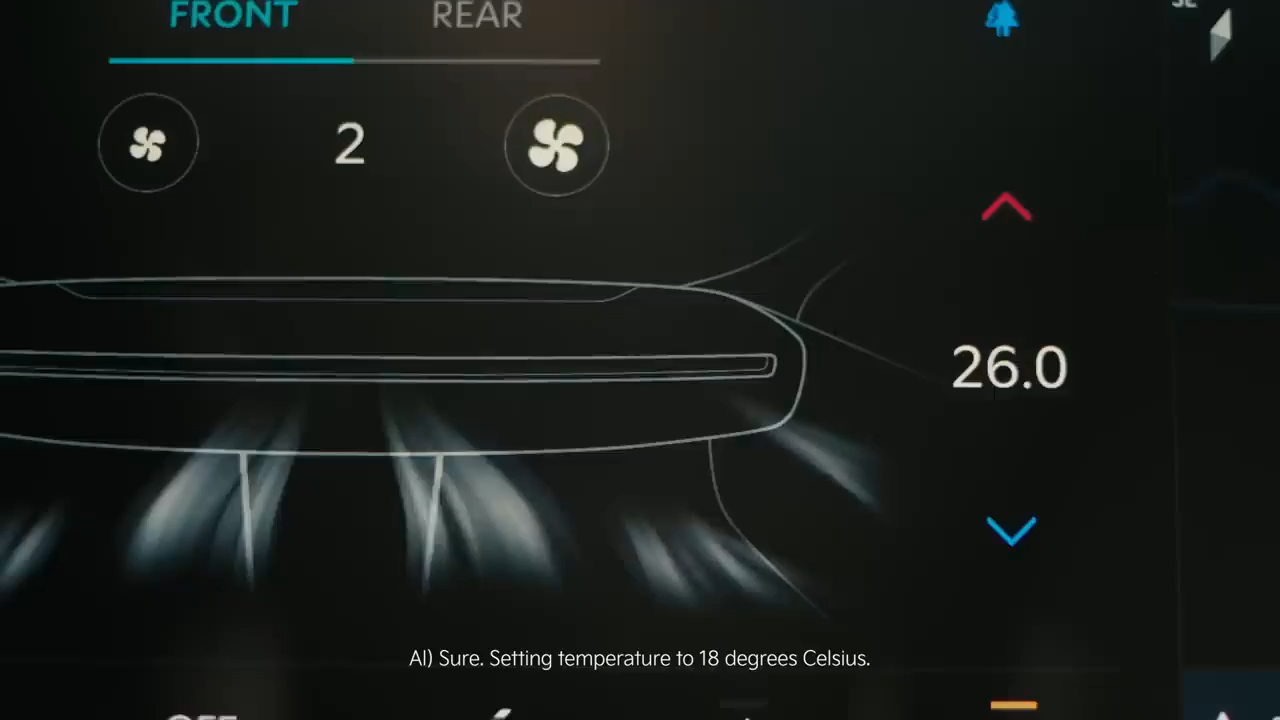 FRONT REAR
2
26.0
AI) Sure. Setting temperature to 18 degrees Celsius.